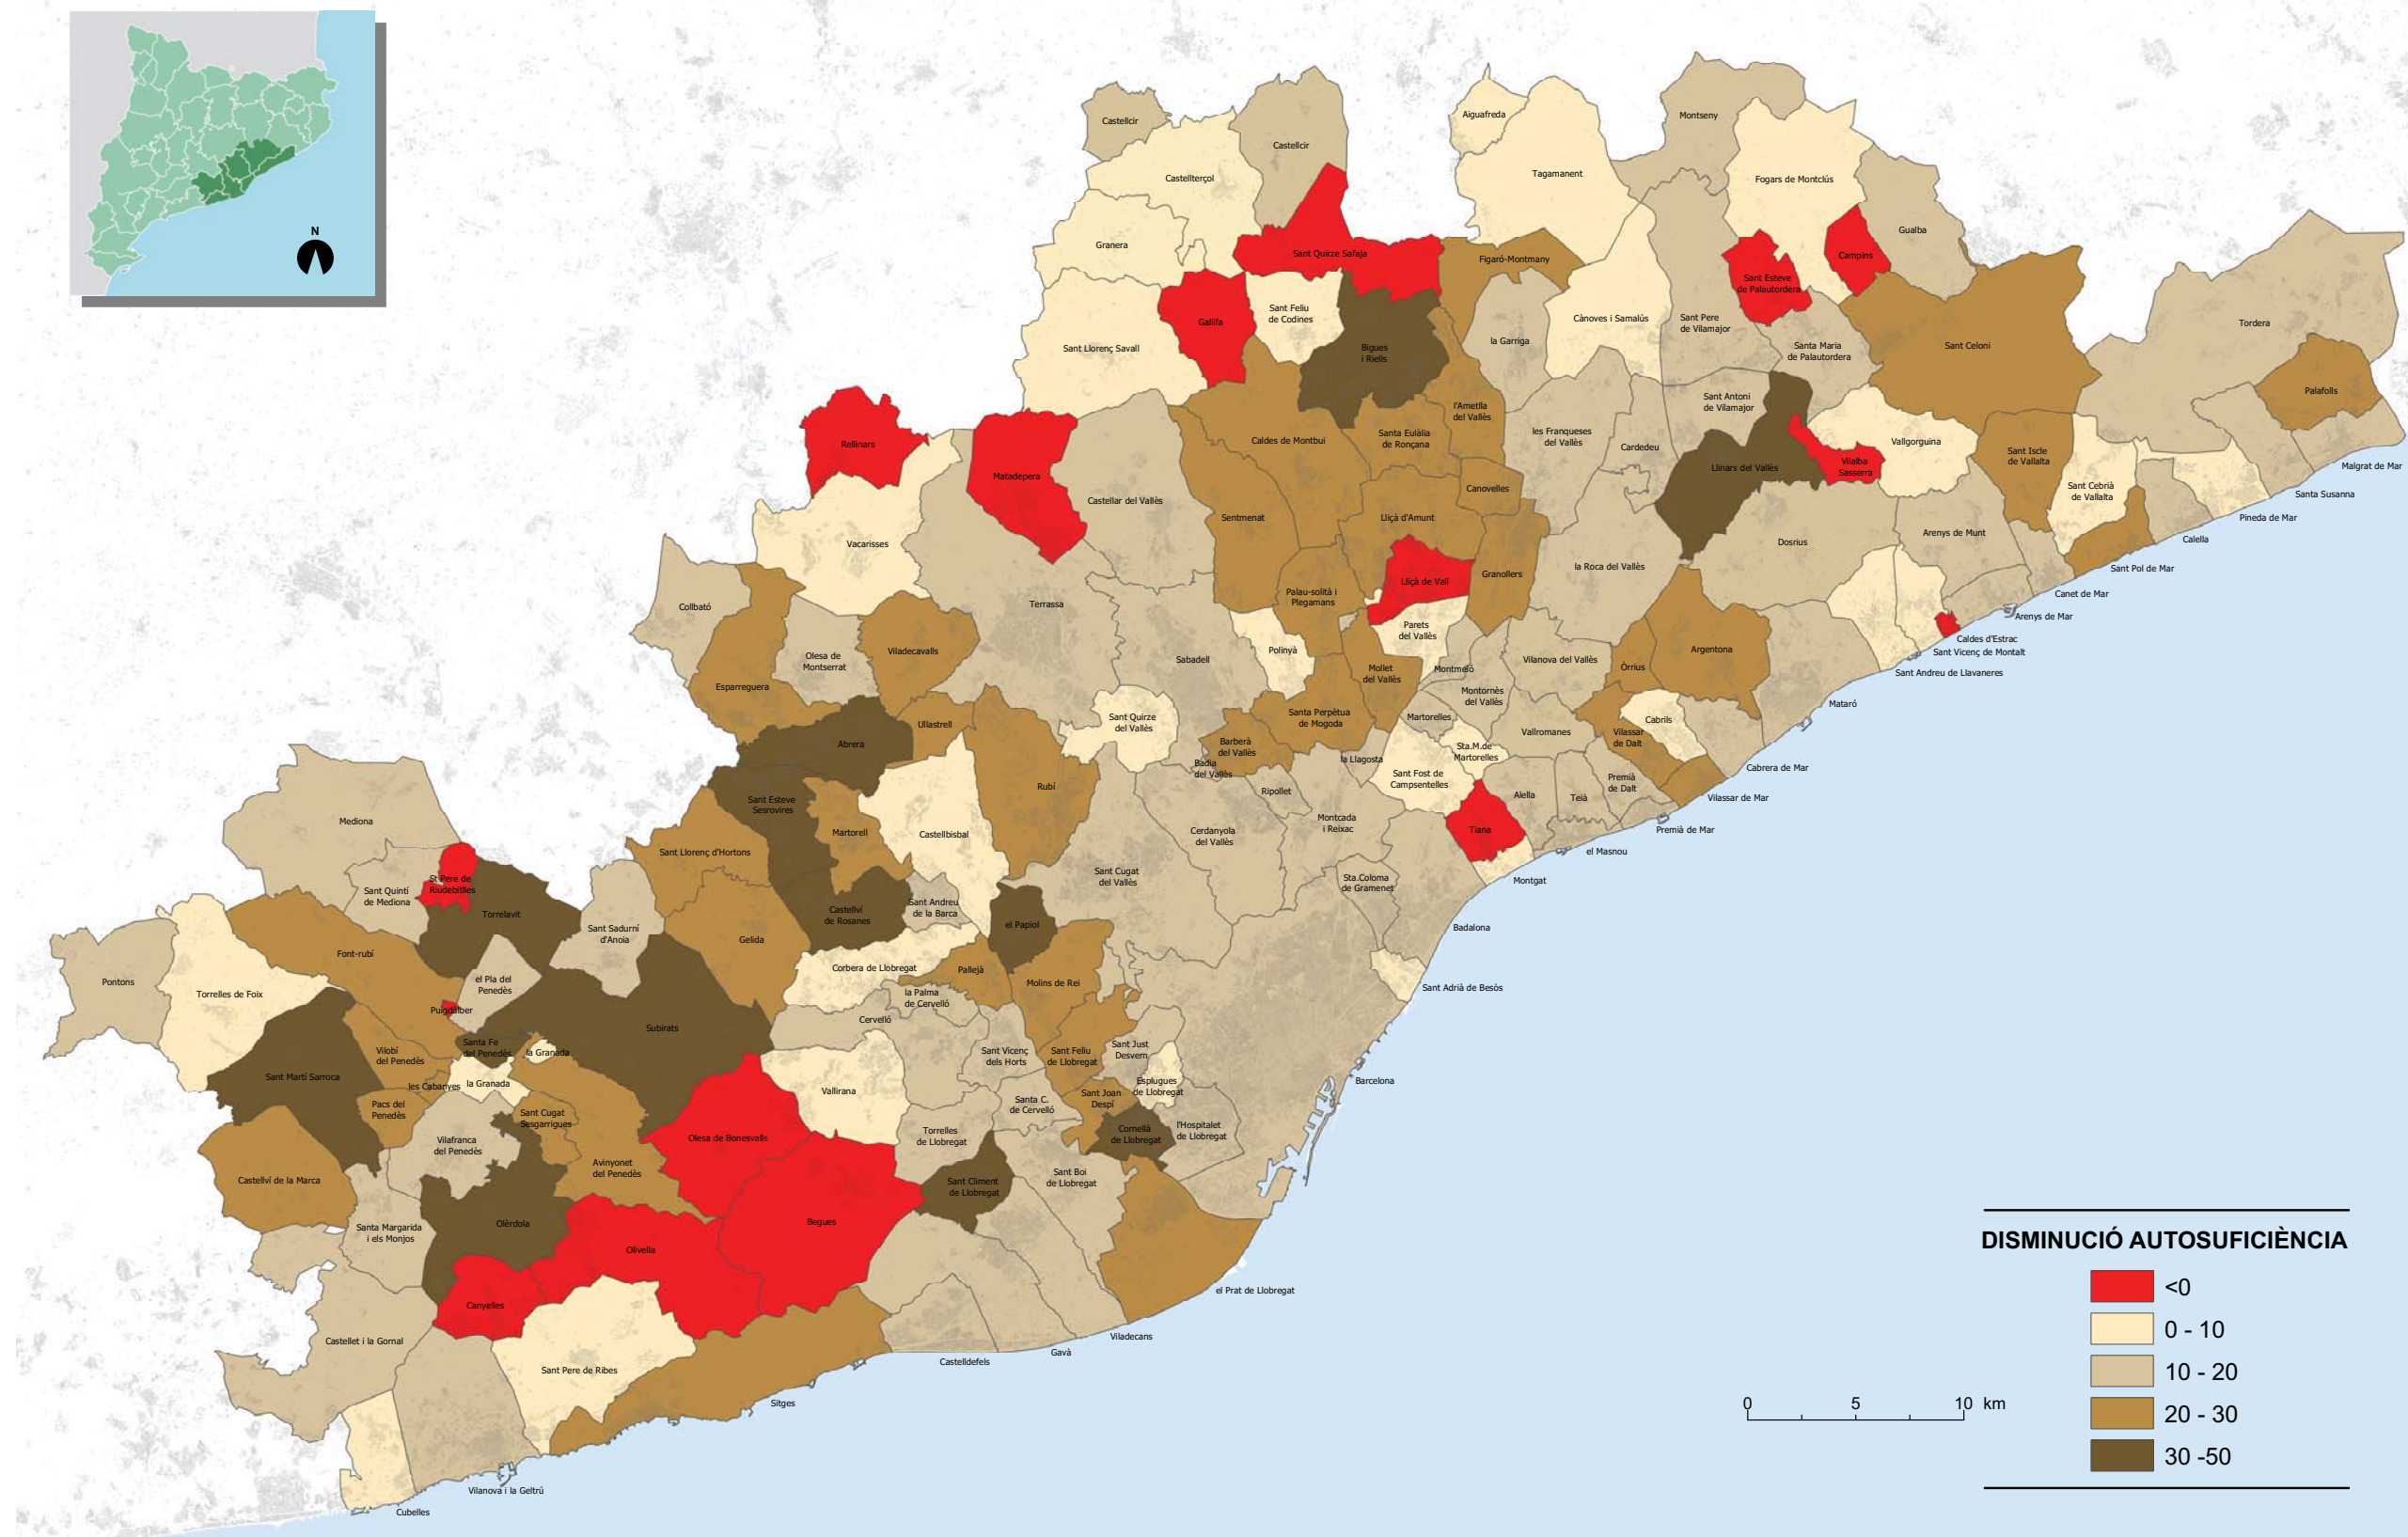 N
Castellcir
Castellcir
Castellterçol
Granera
Sant Quirze Safaja
Gallifa
Sant Feliu
de Codines
Sant Llorenç Savall
Bigues
i Riells
Aiguafreda
Tagamanent
Montseny
Fogars de Montclús
Gualba
Campins
Sant Esteve
de Palautordera
Figaró-Montmany
Cànoves i Samalús
la Garriga
Sant Pere
de Vilamajor
Santa Maria
de Palautordera
Sant Celoni
Tordera
Palafolls
Rellinars
Matadepera
Castellar del Vallès
Caldes de Montbui
Santa Eulàlia
de Ronçana
l'Ametlla
del Vallès
les Franqueses
del Vallès
Cardedeu
Sant Antoni
de Vilamajor
Llinars del Vallès
Vilalba
Sasserra
Vallgorguina
Sant Iscle
de Vallalta
Sant Cebrià
de Vallalta
Malgrat de Mar
Santa Susanna
Pineda de Mar
Calella
Sant Pol de Mar
Canet de Mar
Arenys de Mar
Caldes d'Estrac
Sant Vicenç de Montalt
Sant Andreu de Llavaneres
Mataró
Vacarisses
Sentmenat
Lliçà d'Amunt
Canovelles
Lliçà de Vall
Granollers
la Roca del Vallès
Dosrius
Arenys de Munt
Collbató
Terrassa
Palau-solità i
Plegamans
Parets
del Vallès
Olesa de
Montserrat
Viladecavalls
Esparreguera
Sabadell
Polinyà
Mollet
del Vallès
Montmeló
Vilanova del Vallès
Òrrius
Argentona
Montornès
del Vallès
Ullastrell
Abrera
Sant Quirze
del Vallès
Santa Perpètua
de Mogoda
Martorelles
Vallromanes
Vilassar
de Dalt
Cabrils
Barberà
del Vallès
Badia
del Vallès
la Llagosta
Sta.M.de
Martorelles
Sant Fost de
Campsentelles
Cabrera de Mar
Vilassar de Mar
Premià de Mar
el Masnou
Montgat
Badalona
Sant Adrià de Besòs
Barcelona
Rubí
Ripollet
Alella
Teià
Premià
de Dalt
Tiana
Montcada
i Reixac
Cerdanyola
del Vallès
Sant Esteve
Sesrovires
Martorell
Castellbisbal
Mediona
Sant Llorenç d'Hortons
Sant Cugat
del Vallès
Sta.Coloma
de Gramenet
St Pere de
Riudebitlles
Sant Quintí
de Mediona
Torrelavit
Sant Sadurní
d'Anoia
Castellví
de Rosanes
Sant Andreu
de la Barca
el Papiol
Gelida
Font-rubí
Corbera de Llobregat
Pallejà
Molins de Rei
Pontons
Torrelles de Foix
el Pla del
Penedès
Puigdàlber
la Palma
de Cervelló
Cervelló
Subirats
Santa Fe
del Penedès
la Granada
Vilobí
del Penedès
Sant Martí Sarroca
les Cabanyes
la Granada
Sant Vicenç
dels Horts
Sant Feliu
de Llobregat
Sant Just
Desvern
Esplugues
de Llobregat
Vallirana
Santa C.
de Cervelló
Sant Joan
Despí
Pacs del
Penedès
Sant Cugat
Sesgarrigues
Vilafranca
del Penedès
Olesa de Bonesvalls
Torrelles
de Llobregat
Cornellà
de Llobregat
l'Hospitalet
de Llobregat
Avinyonet
del Penedès
Castellví de la Marca
Sant Climent
de Llobregat
Sant Boi
de Llobregat
Santa Margarida
i els Monjos
Olèrdola
Begues
Olivella
Canyelles
Castellet i la Gornal
Sant Pere de Ribes
el Prat de Llobregat
Viladecans
Gavà
Castelldefels
Sitges
Vilanova i la Geltrú
Cubelles
DISMINUCIÓ AUTOSUFICIÈNCIA
<0
0 - 10
10 - 20
20 - 30
30 -50
0 5 10 km